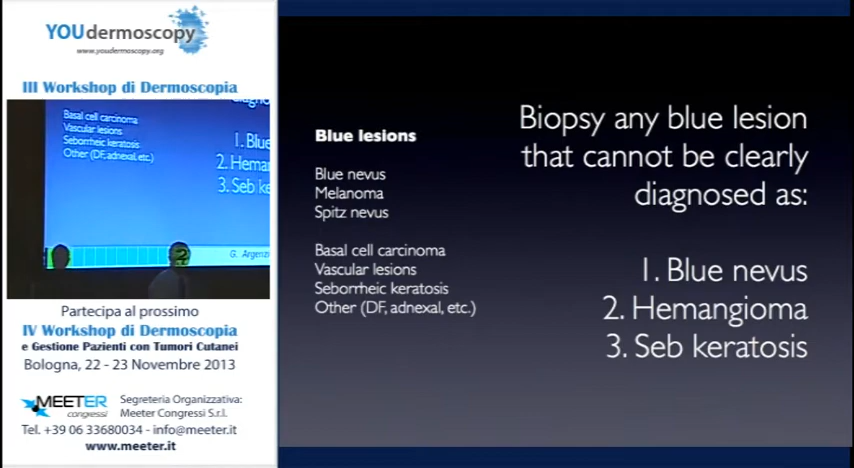 YOUdermoscopy
www.youdermoscopy.org
III Workshop di Dermoscopia
Basal cell carcinoma
Vascular lesions
Seborrheic keratosis
Other (DF, adnexal, etc.)
1. Blue
2. Hema
3. Seb ke
G. Argenzi
Partecipa al prossimo
IV Workshop di Dermoscopia
e Gestione Pazienti con Tumori Cutanei
Bologna, 22 - 23 Novembre 2013
MEETER
congressi
Segreteria Organizzativa:
Meeter Congressi S.r.l.
Tel. +39 06 33680034 - info@meeter.it
www.meeter.it
Blue lesions
Blue nevus
Melanoma
Spitz nevus
Basal cell carcinoma
Vascular lesions
Seborrheic keratosis
Other (DF, adnexal, etc.)
Biopsy any blue lesion
that cannot be clearly
diagnosed as:
1. Blue nevus
2. Hemangioma
3. Seb keratosis